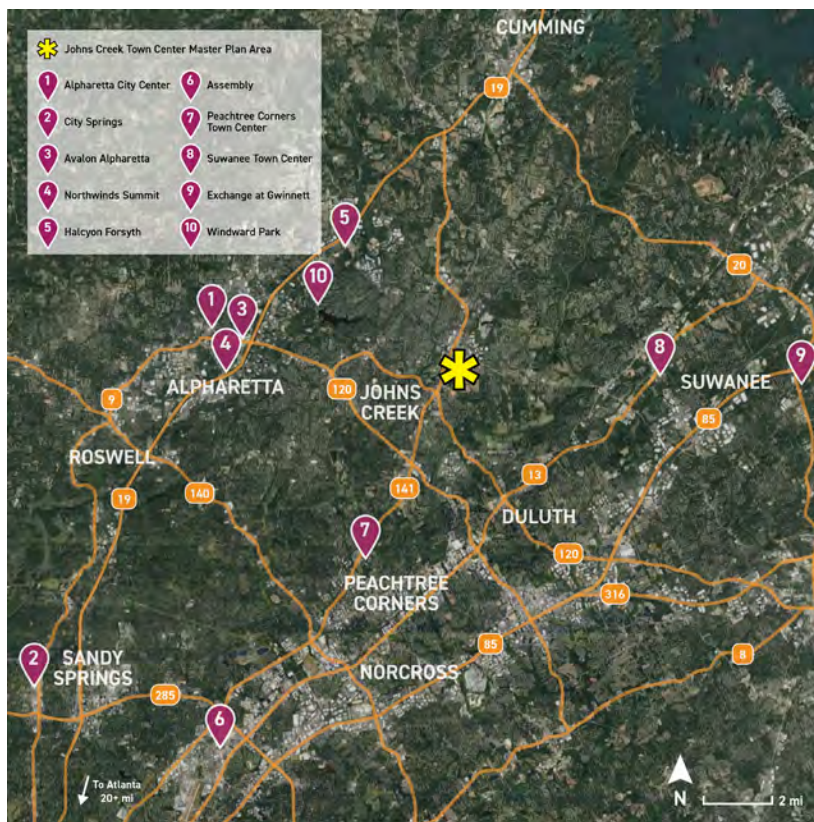 CUMMING
Johns Creek Town Center Master Plan Area
1 Alpharetta City Center
2 City Springs
3 Avalon Alpharetta
4 Northwinds Summit
5 Halcyon Forsyth
6 Assembly
7 Peachtree Corners
Town Center
8 Suwanee Town Center
9 Exchange at Gwinnett
10 Windward Park
19
5
20
10
1
3
4
8
9
ALPHARETTA
120
JOHNS
CREEK
SUWANEE
9
85
ROSWELL
19
140
141
13
7
DULUTH
120
PEACHTREE
CORNERS
316
2
SANDY
SPRINGS
NORCROSS
85
8
285
6
To Atlanta
20+ mi
N
2 mi